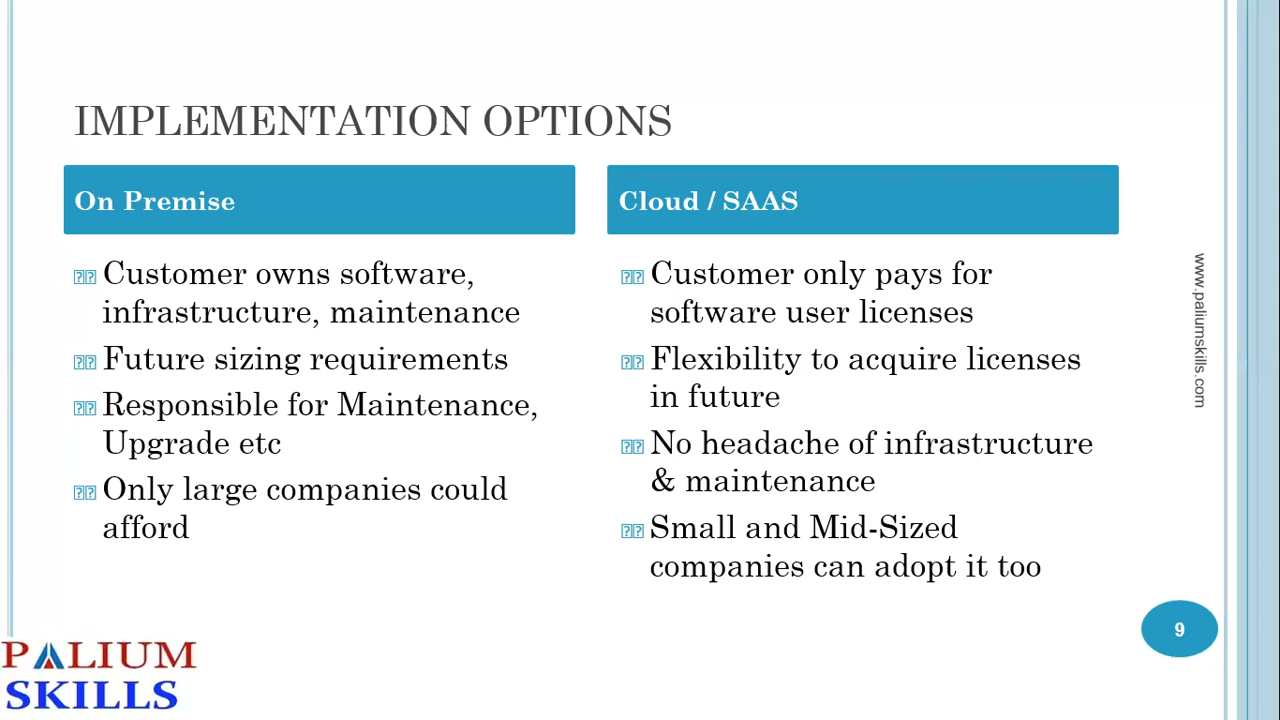 IMPLEMENTATION OPTIONS
On Premise
Customer owns software,
infrastructure, maintenance
Future sizing requirements
Responsible for Maintenance,
Upgrade etc
Only large companies could
afford
Cloud / SAAS
Customer only pays for
software user licenses
Flexibility to acquire licenses
in future
No headache of infrastructure
& maintenance
Small and Mid-Sized
companies can adopt it too
www.paliumskills.com
9
PALIUM
SKILLS